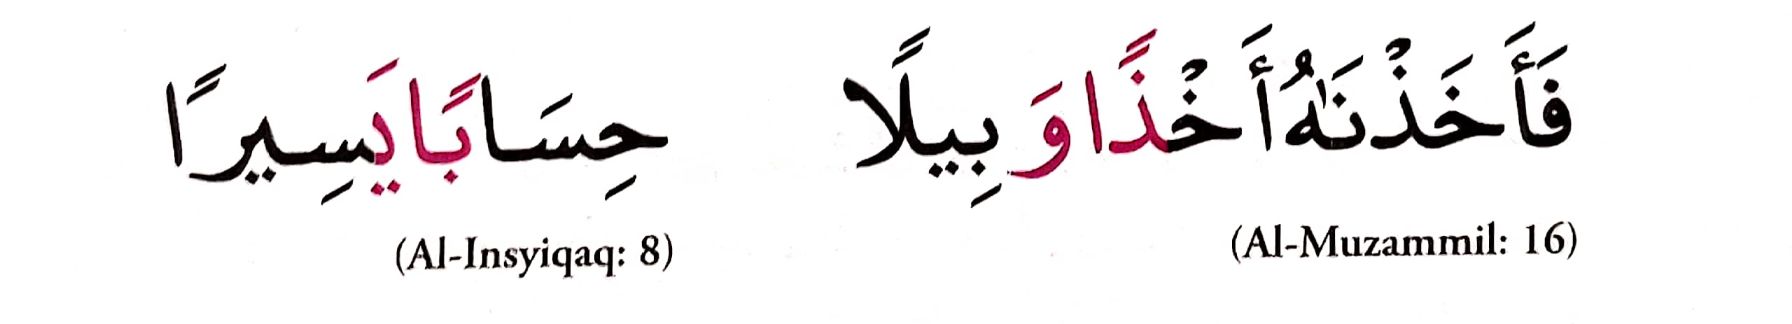 فَأَخَذْنَٰهُ أَخْذًا وَبِيلًا
حِسَابًا يَسِيرًا
(Al-Muzammil: 16)
(Al-Insyiqaq: 8)